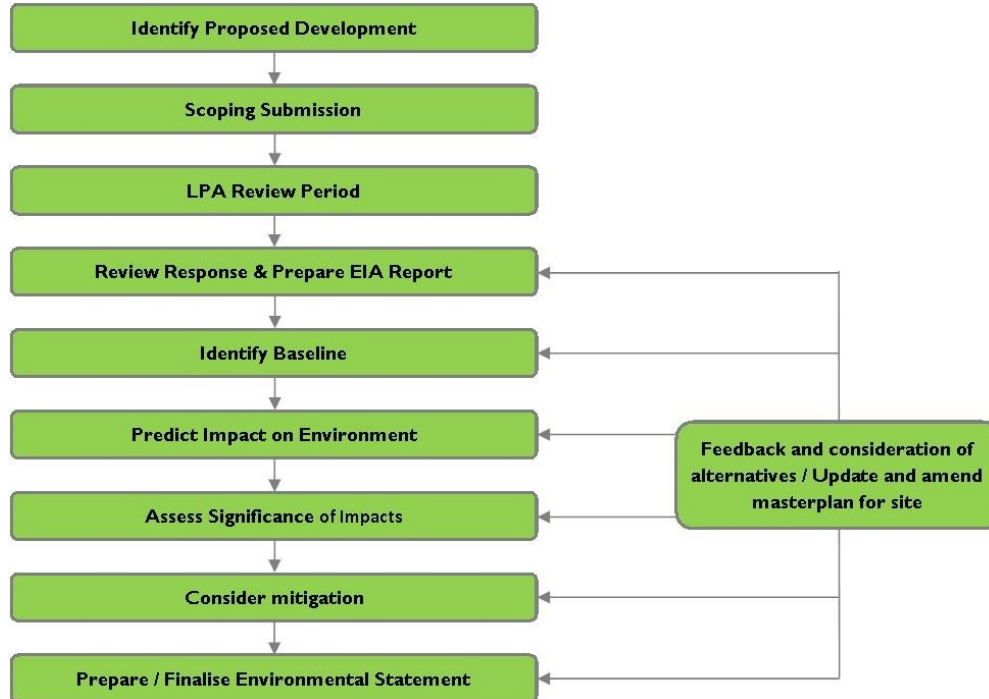 Identify Proposed Development
Scoping Submission
LPA Review Period
Review Response & Prepare EIA Report
Identify Baseline
Predict Impact on Environment
Assess Significance of Impacts
Consider mitigation
Prepare / Finalise Environmental Statement
Feedback and consideration of
alternatives / Update and amend
masterplan for site